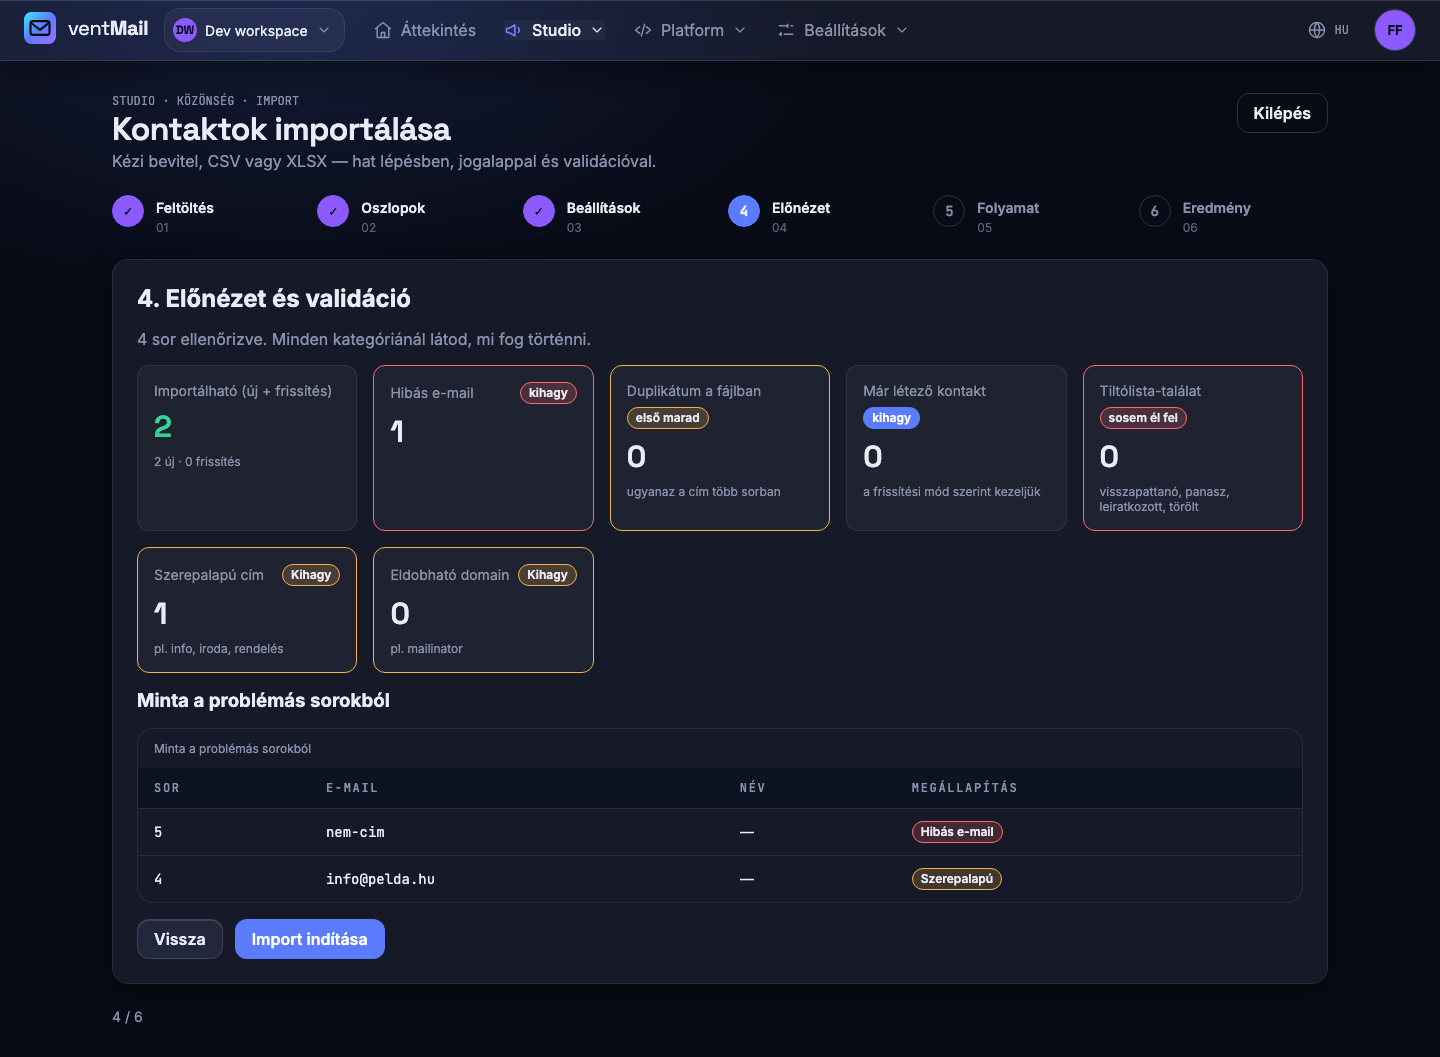 ventMail
DW Dev workspace
Áttekintés
Studio
Platform
Beállítások
HU
FF
STUDIO · KÖZÖNSÉG · IMPORT
Kontaktok importálása
Kilépés
Kézi bevitel, CSV vagy XLSX — hat lépésben, jogalappal és validációval.
✓ Feltöltés
01
✓ Oszlopok
02
✓ Beállítások
03
4 Előnézet
04
5 Folyamat
05
6 Eredmény
06
4. Előnézet és validáció
4 sor ellenőrizve. Minden kategóriánál látod, mi fog történni.
Importálható (új + frissítés)
2
2 új · 0 frissítés
Hibás e-mail kihagy
1
Duplikátum a fájlban
első marad
0
ugyanaz a cím több sorban
Már létező kontakt
kihagy
0
a frissítési mód szerint kezeljük
Tiltólista-találat
sosem él fel
0
visszapattanó, panasz,
leiratkozott, törölt
Szerepalapú cím Kihagy
1
pl. info, iroda, rendelés
Eldobható domain Kihagy
0
pl. mailinator
Minta a problémás sorokból
Minta a problémás sorokból
SOR E-MAIL NÉV MEGÁLLAPÍTÁS
5 nem-cim — Hibás e-mail
4 info@pelda.hu — Szerepalapú
Vissza
Import indítása
4 / 6